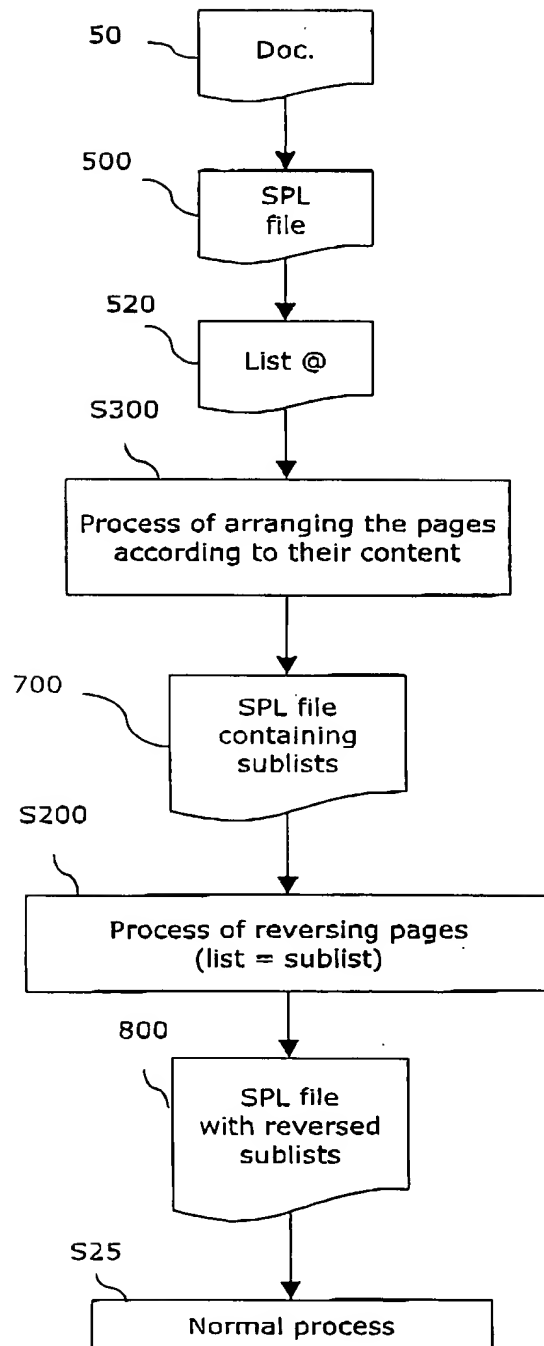 50
Doc.
500
SPL
file
520
List @
S300
Process of arranging the pages
according to their content
700
SPL file
containing
sublists
S200
Process of reversing pages
(list = sublist)
800
SPL file
with reversed
sublists
S25
Normal process